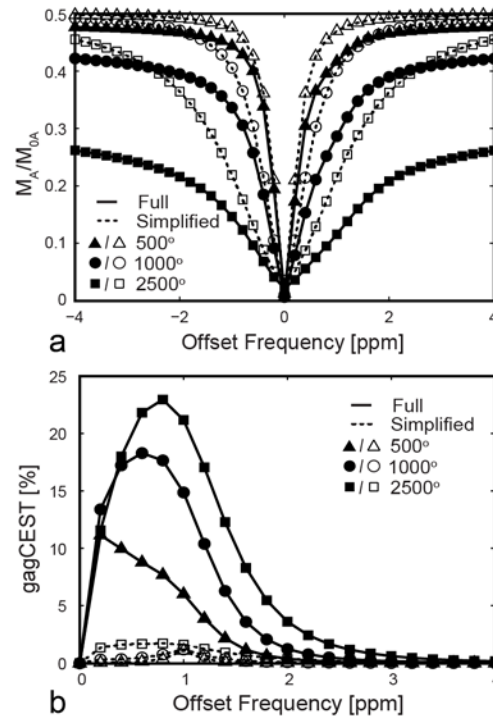 0.5
0.4
0.3
0.2
0.1
0
M_A/M_0A
Full
Simplified
▲/△ 500°
●/○ 1000°
■/□ 2500°
-4 -2 0 2 4
a
Offset Frequency [ppm]
25
20
15
10
5
0
gagCEST [%]
Full
Simplified
▲/△ 500°
●/○ 1000°
■/□ 2500°
0 1 2 3 4
b
Offset Frequency [ppm]